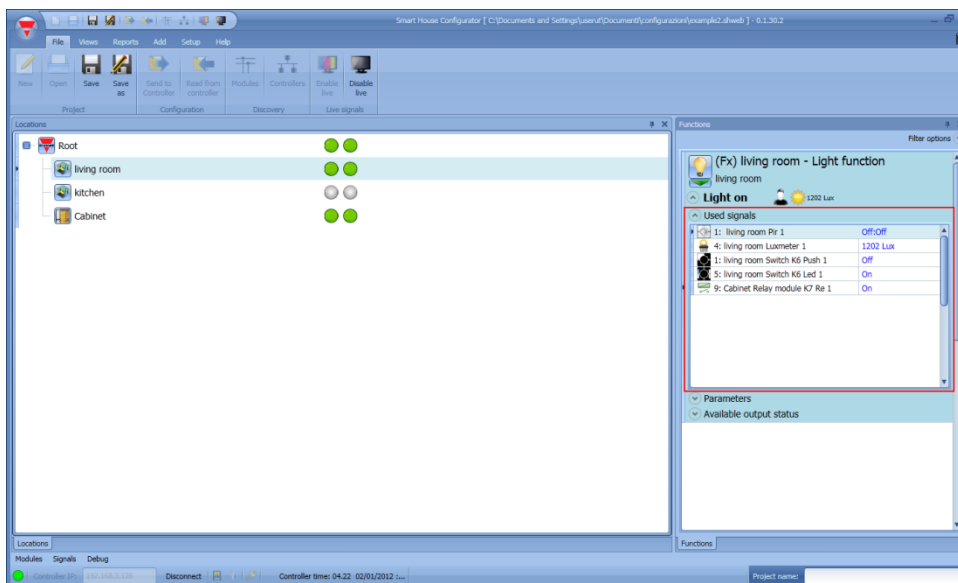 Smart House Configurator [ C:\Documents and Settings\userut\Documenti\configurazioni\example2.shweb ] - 0.1.30.2
File Views Reports Add Setup Help
New Open Save Save as Send to Controller Read from controller Modules Controllers Enable live Disable live
Project Configuration Discovery Live signals
Locations
Root
living room
kitchen
Cabinet
Functions
Filter options
(Fx) living room - Light function
living room
Light on 1202 Lux
Used signals
1: living room Pir 1 Off:Off
4: living room Luxmeter 1 1202 Lux
1: living room Switch K6 Push 1 Off
5: living room Switch K6 Led 1 On
9: Cabinet Relay module K7 Re 1 On
Parameters
Available output status
Locations
Functions
Modules Signals Debug
Controller IP: Disconnect Controller time: 04.22 02/01/2012 :...
Project name: